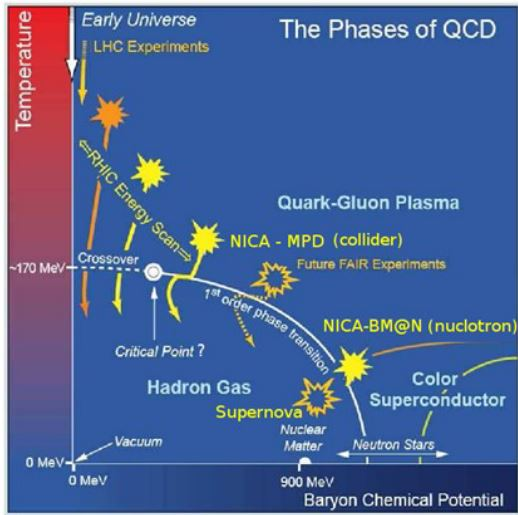 The Phases of QCD
Temperature
Early Universe
LHC Experiments
⇐RHIC Energy Scan⇒
Quark-Gluon Plasma
NICA - MPD (collider)
Crossover
Future FAIR Experiments
~170 MeV
1st order phase transition
Critical Point ?
NICA-BM@N (nuclotron)
Hadron Gas
Color
Superconductor
Supernova
Nuclear
Matter
Neutron Stars
Vacuum
0 MeV
0 MeV
900 MeV
Baryon Chemical Potential